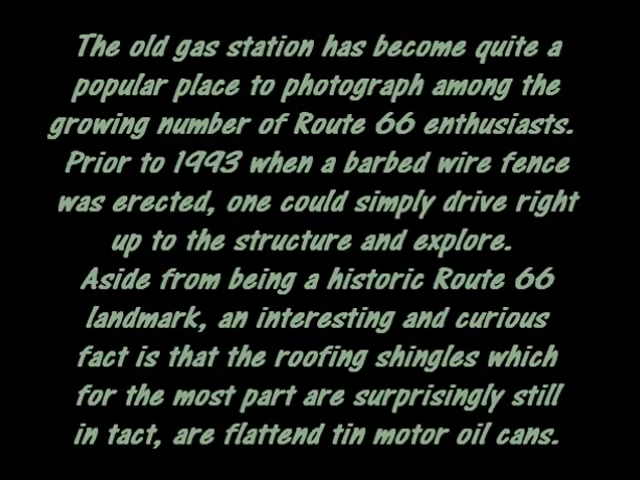 The old gas station has become quite a
popular place to photograph among the
growing number of Route 66 enthusiasts.
Prior to 1993 when a barbed wire fence
was erected, one could simply drive right
up to the structure and explore.
Aside from being a historic Route 66
landmark, an interesting and curious
fact is that the roofing shingles which
for the most part are surprisingly still
in tact, are flattend tin motor oil cans.